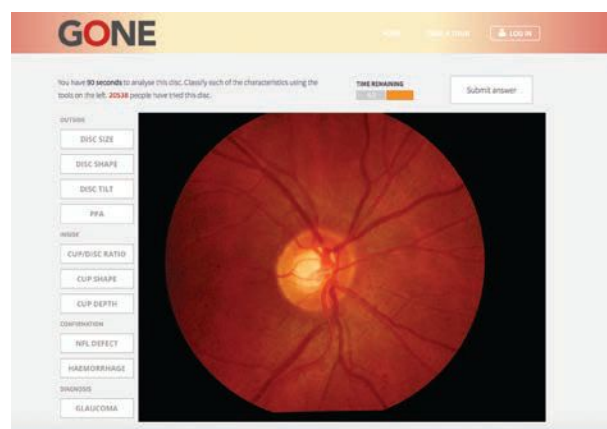 GONE
LOG IN
You have 90 seconds to analyse this disc. Classify each of the characteristics using the
tools on the left. 20538 people have tried this disc.
TIME REMAINING
Submit answer
OUTSIDE
DISC SIZE
DISC SHAPE
DISC TILT
PPA
INSIDE
CUP/DISC RATIO
CUP SHAPE
CUP DEPTH
CONFIRMATION
NFL DEFECT
HAEMORRHAGE
DIAGNOSIS
GLAUCOMA